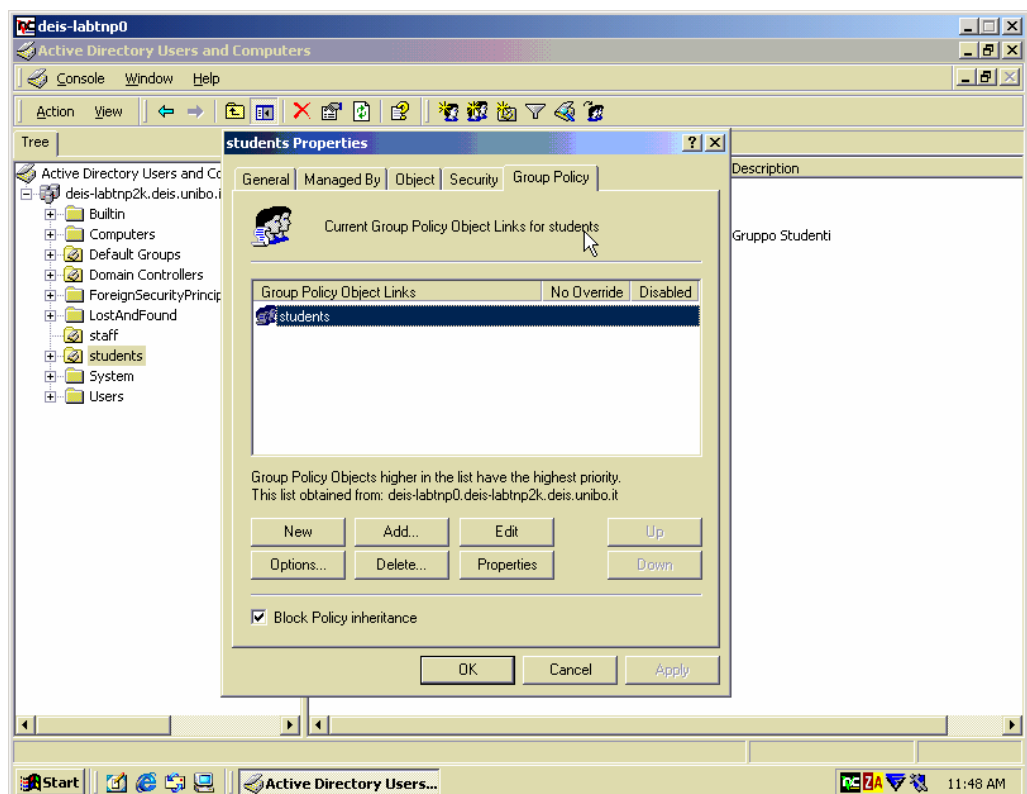 deis-labtnp0
Active Directory Users and Computers
Console Window Help
Action View
Tree
Active Directory Users and Co
deis-labtnp2k.deis.unibo.i
Builtin
Computers
Default Groups
Domain Controllers
ForeignSecurityPrincip
LostAndFound
staff
students
System
Users
students Properties
General Managed By Object Security Group Policy
Current Group Policy Object Links for students
Group Policy Object Links No Override Disabled
students
Group Policy Objects higher in the list have the highest priority.
This list obtained from: deis-labtnp0.deis-labtnp2k.deis.unibo.it
New Add... Edit Up
Options... Delete... Properties Down
Block Policy inheritance
OK Cancel Apply
Description
Gruppo Studenti
Start Active Directory Users... ZA 11:48 AM